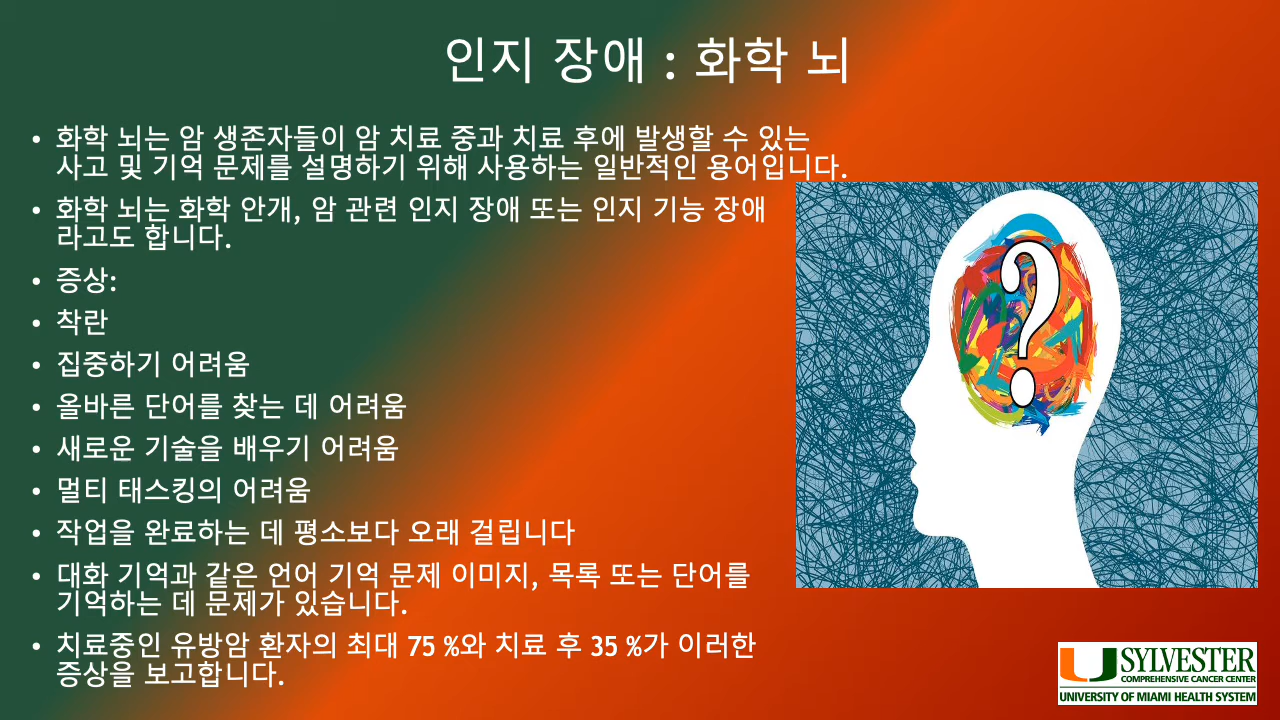 인지 장애 : 화학 뇌
• 화학 뇌는 암 생존자들이 암 치료 중과 치료 후에 발생할 수 있는
사고 및 기억 문제를 설명하기 위해 사용하는 일반적인 용어입니다.
• 화학 뇌는 화학 안개, 암 관련 인지 장애 또는 인지 기능 장애
라고도 합니다.
• 증상:
• 착란
• 집중하기 어려움
• 올바른 단어를 찾는 데 어려움
• 새로운 기술을 배우기 어려움
• 멀티 태스킹의 어려움
• 작업을 완료하는 데 평소보다 오래 걸립니다
• 대화 기억과 같은 언어 기억 문제 이미지, 목록 또는 단어를
기억하는 데 문제가 있습니다.
• 치료중인 유방암 환자의 최대 75 %와 치료 후 35 %가 이러한
증상을 보고합니다.
?
U SYLVESTER
COMPREHENSIVE CANCER CENTER
UNIVERSITY OF MIAMI HEALTH SYSTEM